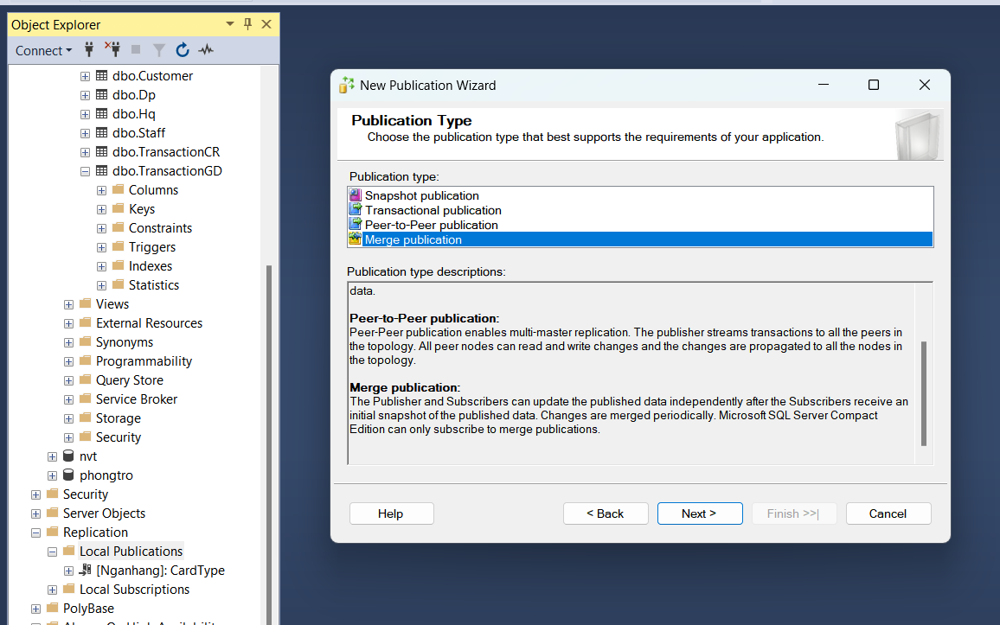 Object Explorer
Connect
dbo.Customer
dbo.Dp
dbo.Hq
dbo.Staff
dbo.TransactionCR
dbo.TransactionGD
Columns
Keys
Constraints
Triggers
Indexes
Statistics
Views
External Resources
Synonyms
Programmability
Query Store
Service Broker
Storage
Security
nvt
phongtro
Security
Server Objects
Replication
Local Publications
[Nganhang]: CardType
Local Subscriptions
PolyBase
New Publication Wizard
Publication Type
Choose the publication type that best supports the requirements of your application.
Publication type:
Snapshot publication
Transactional publication
Peer-to-Peer publication
Merge publication
Publication type descriptions:
data.
Peer-to-Peer publication:
Peer-Peer publication enables multi-master replication. The publisher streams transactions to all the peers in
the topology. All peer nodes can read and write changes and the changes are propagated to all the nodes in
the topology.
Merge publication:
The Publisher and Subscribers can update the published data independently after the Subscribers receive an
initial snapshot of the published data. Changes are merged periodically. Microsoft SQL Server Compact
Edition can only subscribe to merge publications.
Help
< Back
Next >
Finish >>|
Cancel